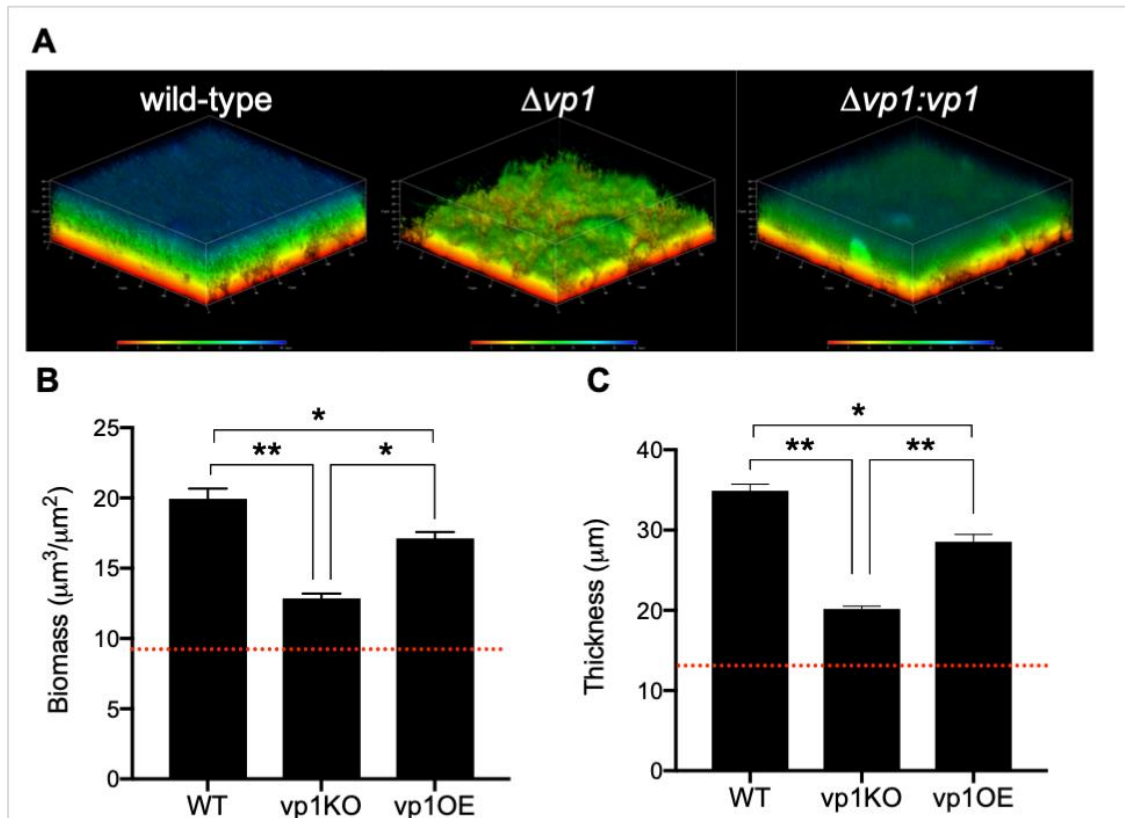 A
wild-type
Δvp1
Δvp1:vp1
B
Biomass (μm³/μm²)
25
20
15
10
5
0
*
**
*
WT
vp1KO
vp1OE
C
Thickness (μm)
40
30
20
10
0
*
**
**
WT
vp1KO
vp1OE